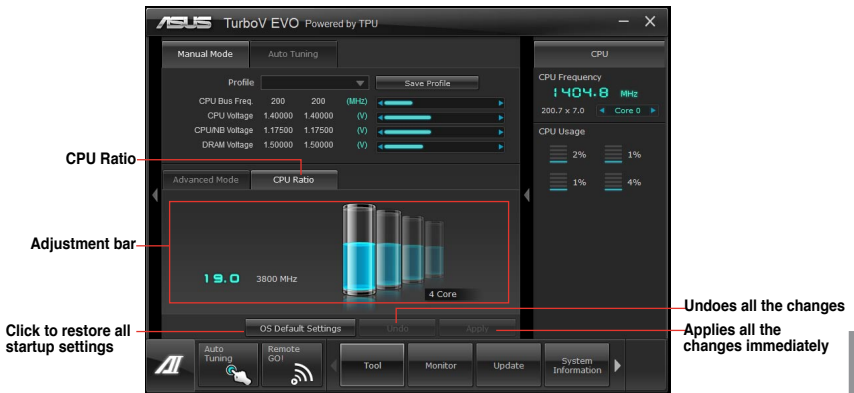 ASUS TurboV EVO Powered by TPU
Manual Mode Auto Tuning
Profile Save Profile
CPU Bus Freq. 200 200 (MHz)
CPU Voltage 1.40000 1.40000 (V)
CPU/NB Voltage 1.17500 1.17500 (V)
DRAM Voltage 1.50000 1.50000 (V)
CPU
CPU Frequency
1404.8 MHz
200.7 x 7.0 Core 0
CPU Usage
2% 1%
1% 4%
CPU Ratio
Advanced Mode CPU Ratio
Adjustment bar
19.0 3800 MHz
4 Core
Undoes all the changes
Click to restore all
startup settings
OS Default Settings Undo Apply
Applies all the
changes immediately
AI
Auto
Tuning
Remote
GO!
Tool Monitor Update System
Information